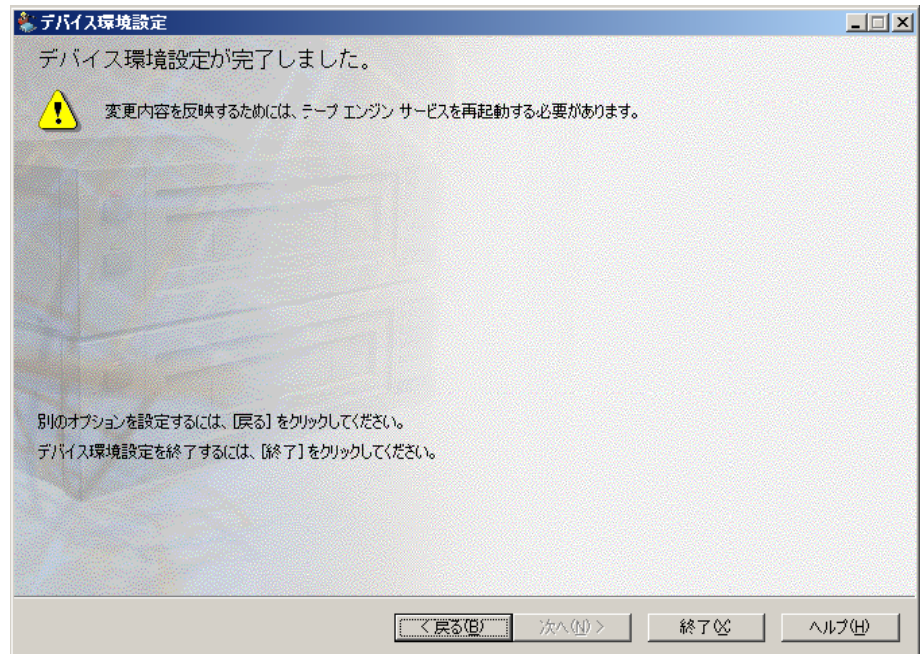 デバイス環境設定
デバイス環境設定が完了しました。
変更内容を反映するためには、テープ エンジン サービスを再起動する必要があります。
別のオプションを設定するには、[戻る] をクリックしてください。
デバイス環境設定を終了するには、[終了] をクリックしてください。
< 戻る(B) 次へ(N) > 終了(X) ヘルプ(H)